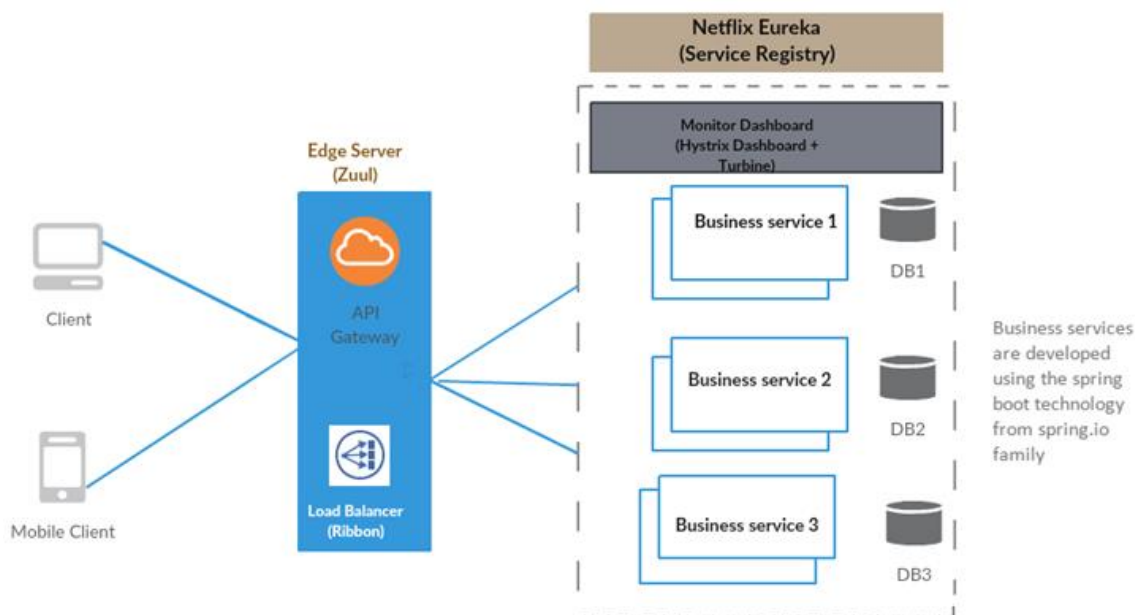 Netflix Eureka
(Service Registry)
Monitor Dashboard
(Hystrix Dashboard +
Turbine)
Edge Server
(Zuul)
API
Gateway
Load Balancer
(Ribbon)
Client
Mobile Client
Business service 1
DB1
Business service 2
DB2
Business service 3
DB3
Business services
are developed
using the spring
boot technology
from spring.io
family